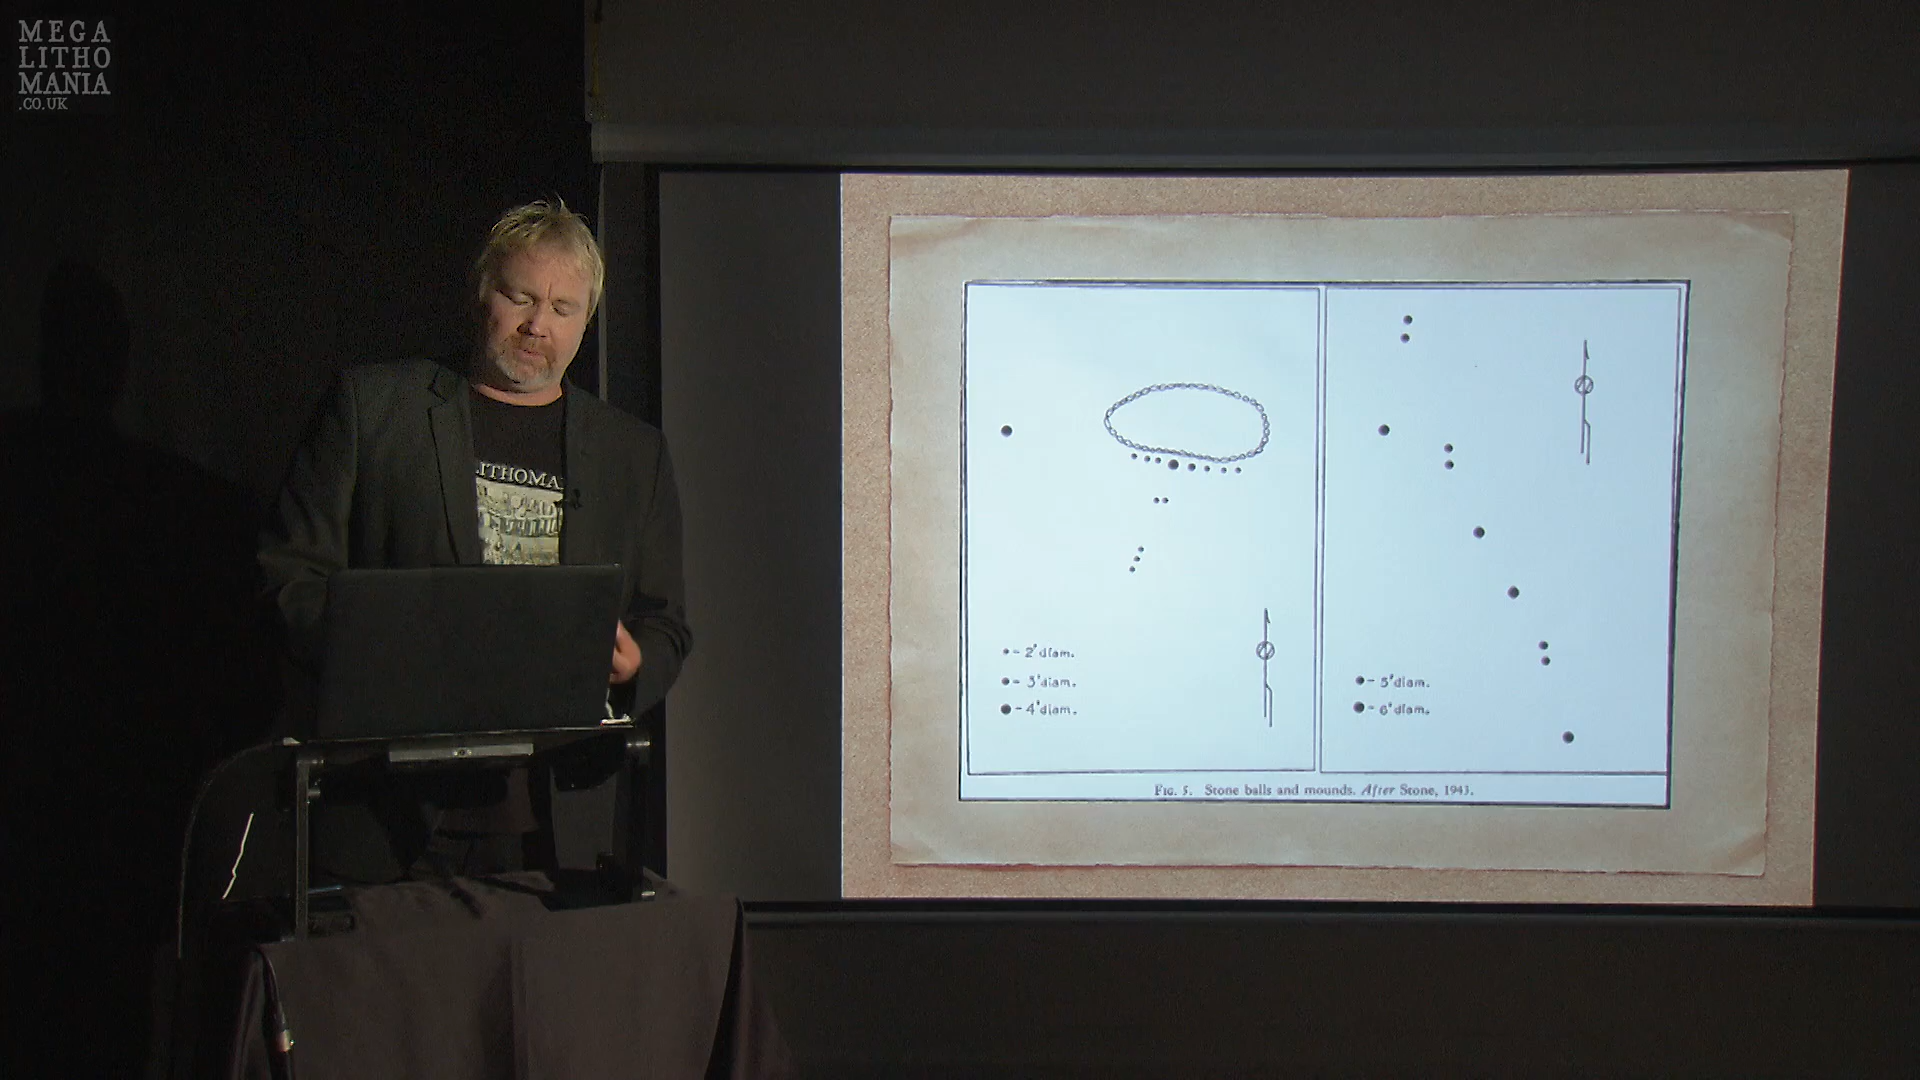 MEGA
LITHO
MANIA
.CO.UK
LITHOMA
- 2' diam.
- 3' diam.
- 4' diam.
- 5' diam.
- 6' diam.
FIG. 5. Stone balls and mounds. After Stone, 1943.